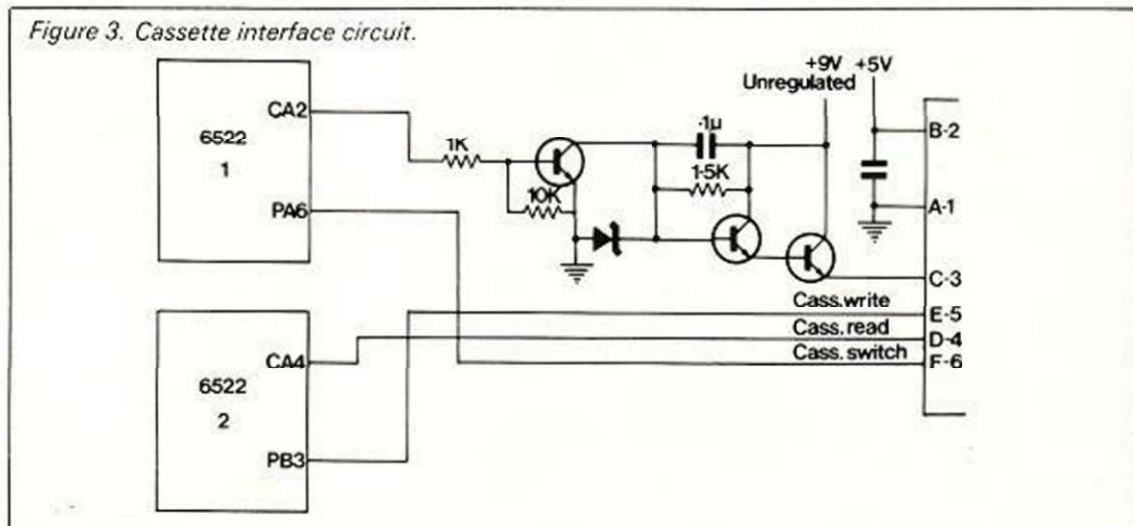 Figure 3. Cassette interface circuit.
+9V +5V
Unregulated
CA2
B-2
·1µ
6522
1K
1
1·5K
10K
PA6
A-1
C-3
Cass.write
E-5
Cass. read
D-4
Cass. switch
F-6
CA4
6522
2
PB3